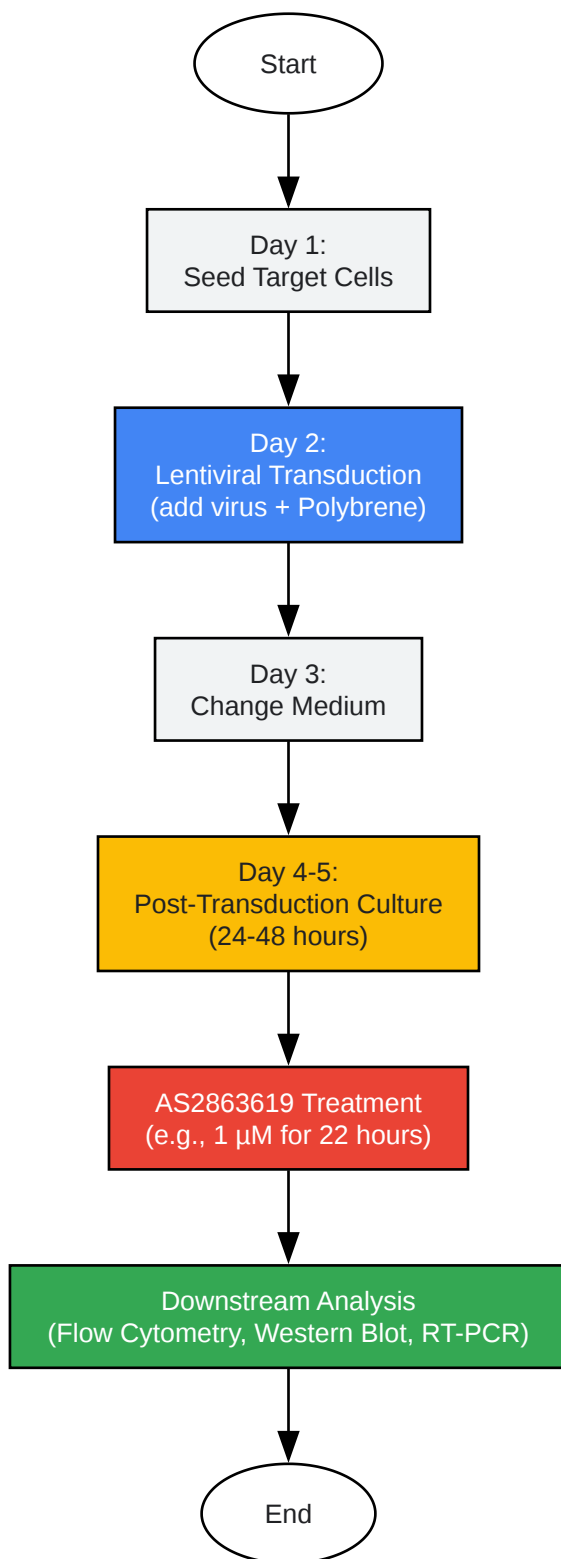 Start
Day 1:
Seed Target Cells
Day 2:
Lentiviral Transduction
(add virus + Polybrene)
Day 3:
Change Medium
Day 4-5:
Post-Transduction Culture
(24-48 hours)
AS2863619 Treatment
(e.g., 1 µM for 22 hours)
Downstream Analysis
(Flow Cytometry, Western Blot, RT-PCR)
End